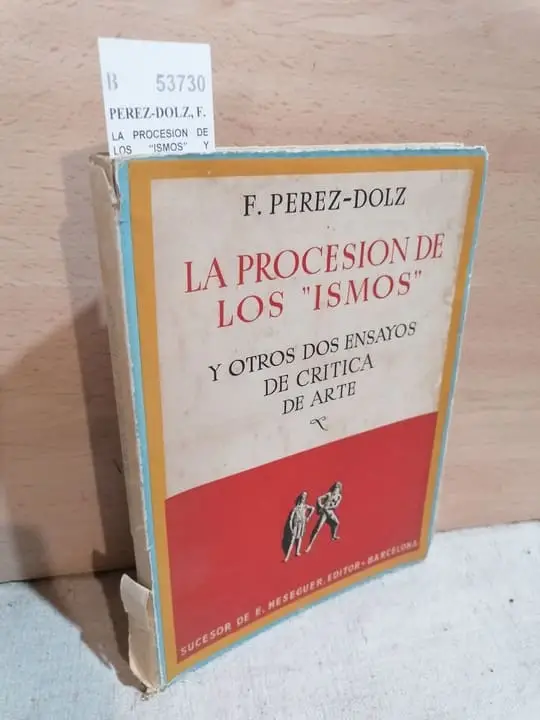 B 53730
PEREZ-DOLZ, F.
LA PROCESION DE
LOS "ISMOS" Y
F. PEREZ-DOLZ
LA PROCESION DE
LOS "ISMOS"
Y OTROS DOS ENSAYOS
DE CRITICA
DE ARTE
SUCESOR DE E. MESEGUER, EDITOR-BARCELONA